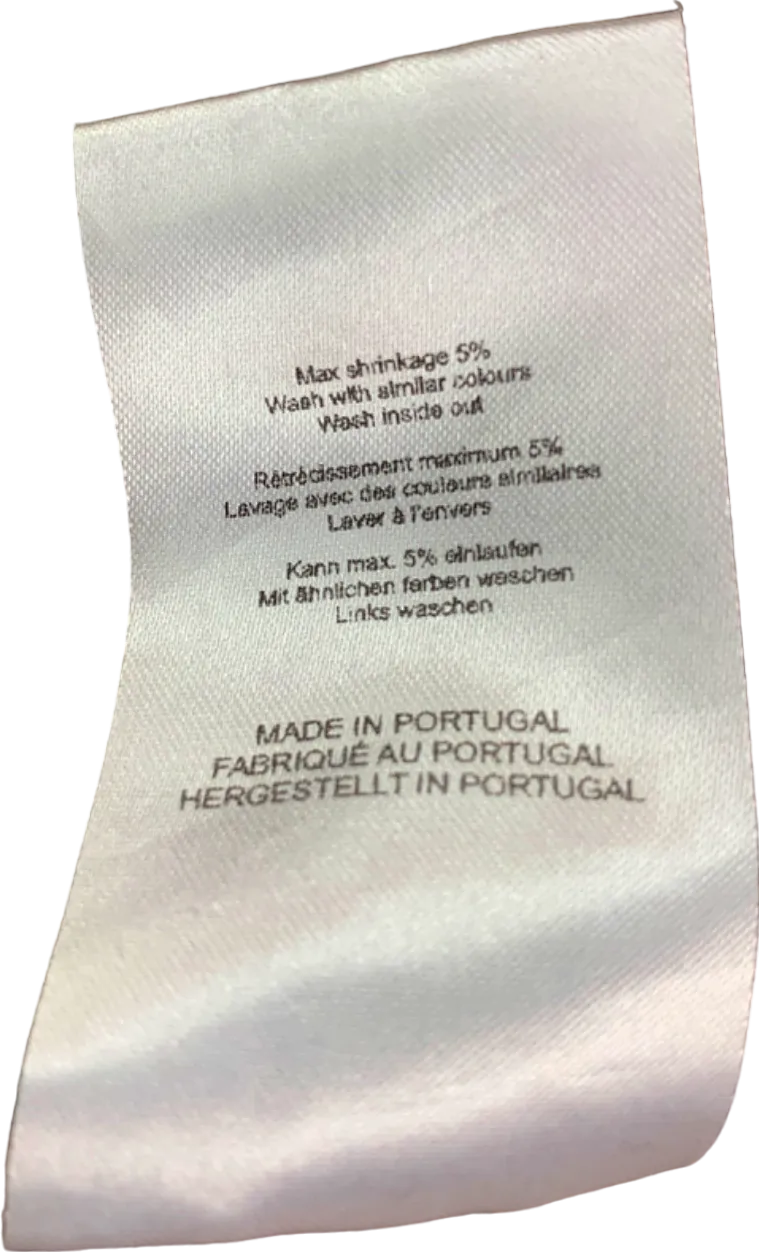 Max shrinkage 5%
Wash with similar colours
Wash inside out
Rétrécissement maximum 5%
Lavage avec des couleurs similaires
Laver à l'envers
Kann max. 5% einlaufen
Mit ähnlichen farben waschen
Links waschen
MADE IN PORTUGAL
FABRIQUÉ AU PORTUGAL
HERGESTELLT IN PORTUGAL